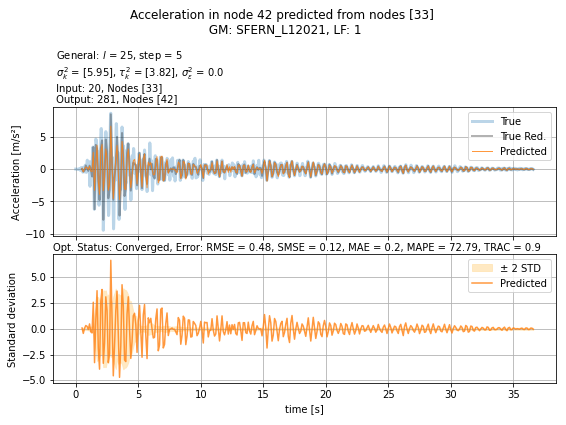 Acceleration in node 42 predicted from nodes [33]
GM: SFERN_L12021, LF: 1
General: l = 25, step = 5
σ²ₖ = [5.95], τ²ₖ = [3.82], σ²ε = 0.0
Input: 20, Nodes [33]
Output: 281, Nodes [42]
True
True Red.
Predicted
Acceleration [m/s²]
5
0
−5
−10
Opt. Status: Converged, Error: RMSE = 0.48, SMSE = 0.12, MAE = 0.2, MAPE = 72.79, TRAC = 0.9
± 2 STD
Predicted
Standard deviation
5.0
2.5
0.0
−2.5
−5.0
0 5 10 15 20 25 30 35
time [s]